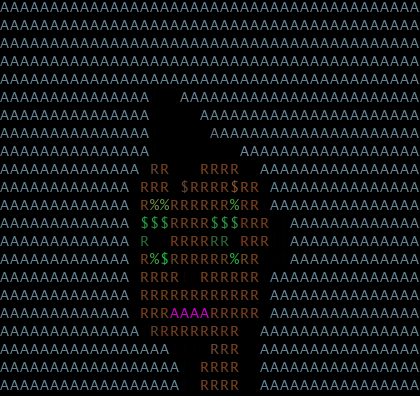 AAAAAAAAAAAAAAAAAAAAAAAAAAAAAAAAAAAAAAAAAA
AAAAAAAAAAAAAAAAAAAAAAAAAAAAAAAAAAAAAAAAAA
AAAAAAAAAAAAAAAAAAAAAAAAAAAAAAAAAAAAAAAAAA
AAAAAAAAAAAAAAAAAAAAAAAAAAAAAAAAAAAAAAAAAA
AAAAAAAAAAAAAAAAAAAAAAAAAAAAAAAAAAAAAAAAAA
AAAAAAAAAAAAAAA   AAAAAAAAAAAAAAAAAAAAAAAA
AAAAAAAAAAAAAAA     AAAAAAAAAAAAAAAAAAAAAA
AAAAAAAAAAAAAAA      AAAAAAAAAAAAAAAAAAAAA
AAAAAAAAAAAAAAA         AAAAAAAAAAAAAAAAAA
AAAAAAAAAAAAAA RR   RRRR  AAAAAAAAAAAAAAAA
AAAAAAAAAAAAA RRR $RRRR$RR AAAAAAAAAAAAAAA
AAAAAAAAAAAAA R%%RRRRRR%RR AAAAAAAAAAAAAAA
AAAAAAAAAAAAA $$$RRRR$$$RRR  AAAAAAAAAAAAA
AAAAAAAAAAAAA R  RRRRRR RRR  AAAAAAAAAAAAA
AAAAAAAAAAAAA R%$RRRRRR%RR   AAAAAAAAAAAAA
AAAAAAAAAAAAA RRRR  RRRRRR AAAAAAAAAAAAAAA
AAAAAAAAAAAAA RRRRRRRRRRRR AAAAAAAAAAAAAAA
AAAAAAAAAAAAA RRRAAAARRRRR AAAAAAAAAAAAAAA
AAAAAAAAAAAAA  RRRRRRRRR  AAAAAAAAAAAAAAAA
AAAAAAAAAAAAAAAAA    RRR  AAAAAAAAAAAAAAAA
AAAAAAAAAAAAAAAAAA  RRRR  AAAAAAAAAAAAAAAA
AAAAAAAAAAAAAAAAAA  RRRR  AAAAAAAAAAAAAAAA